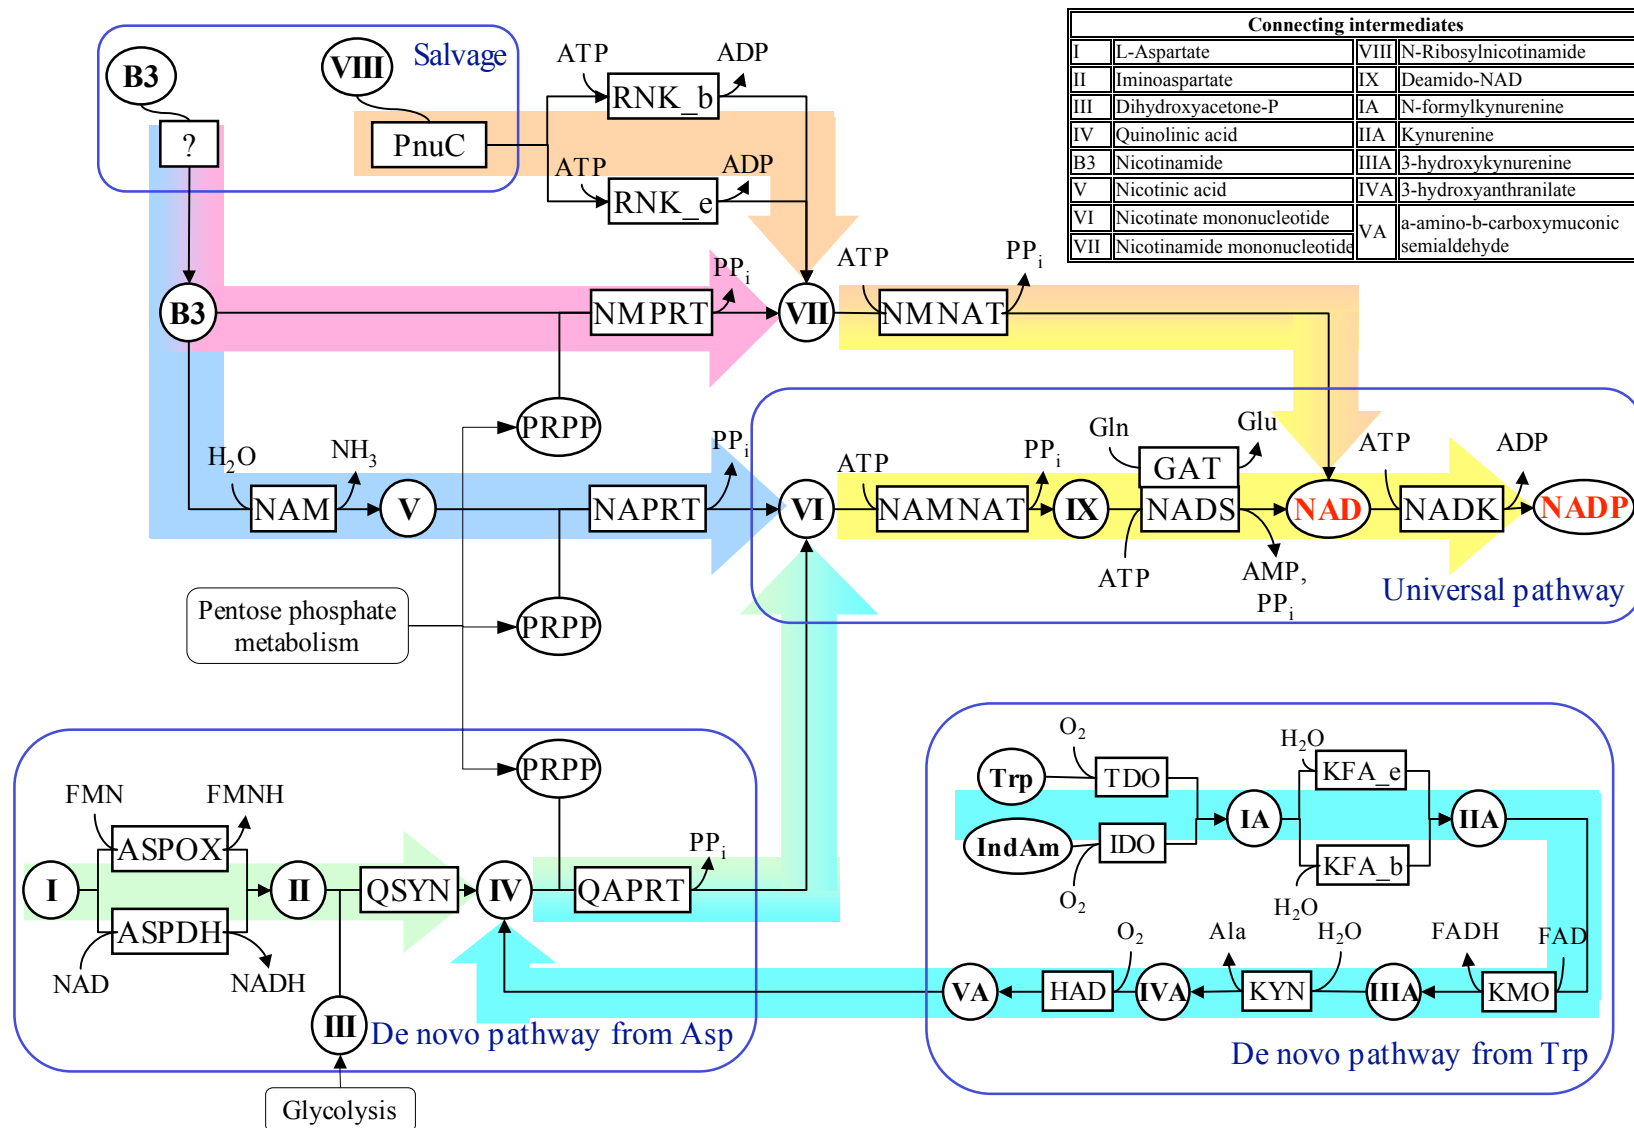 Connecting intermediates
I L-Aspartate VIII N-Ribosylnicotinamide
II Iminoaspartate IX Deamido-NAD
III Dihydroxyacetone-P IA N-formylkynurenine
IV Quinolinic acid IIA Kynurenine
B3 Nicotinamide IIIA 3-hydroxykynurenine
V Nicotinic acid IVA 3-hydroxyanthranilate
VI Nicotinate mononucleotide VA a-amino-b-carboxymuconic
VII Nicotinamide mononucleotide semialdehyde
B3 VIII Salvage
? PnuC
ATP ADP
RNK_b
ATP ADP
RNK_e
B3 NMPRT PPi VII
ATP NMNAT PPi
PRPP
H2O NH3 PPi
NAM V NAPRT VI
ATP PPi Gln Glu ATP ADP
GAT
NAMNAT IX NADS NAD NADK NADP
ATP AMP,
PPi
Universal pathway
Pentose phosphate
metabolism
PRPP
PRPP
FMN FMNH
ASPOX
I II QSYN IV QAPRT PPi
ASPDH
NAD NADH
III
De novo pathway from Asp
Glycolysis
O2 H2O
Trp TDO KFA_e
IA IIA
IndAm IDO KFA_b
O2 H2O
O2 Ala H2O FADH FAD
VA HAD IVA KYN IIIA KMO
De novo pathway from Trp